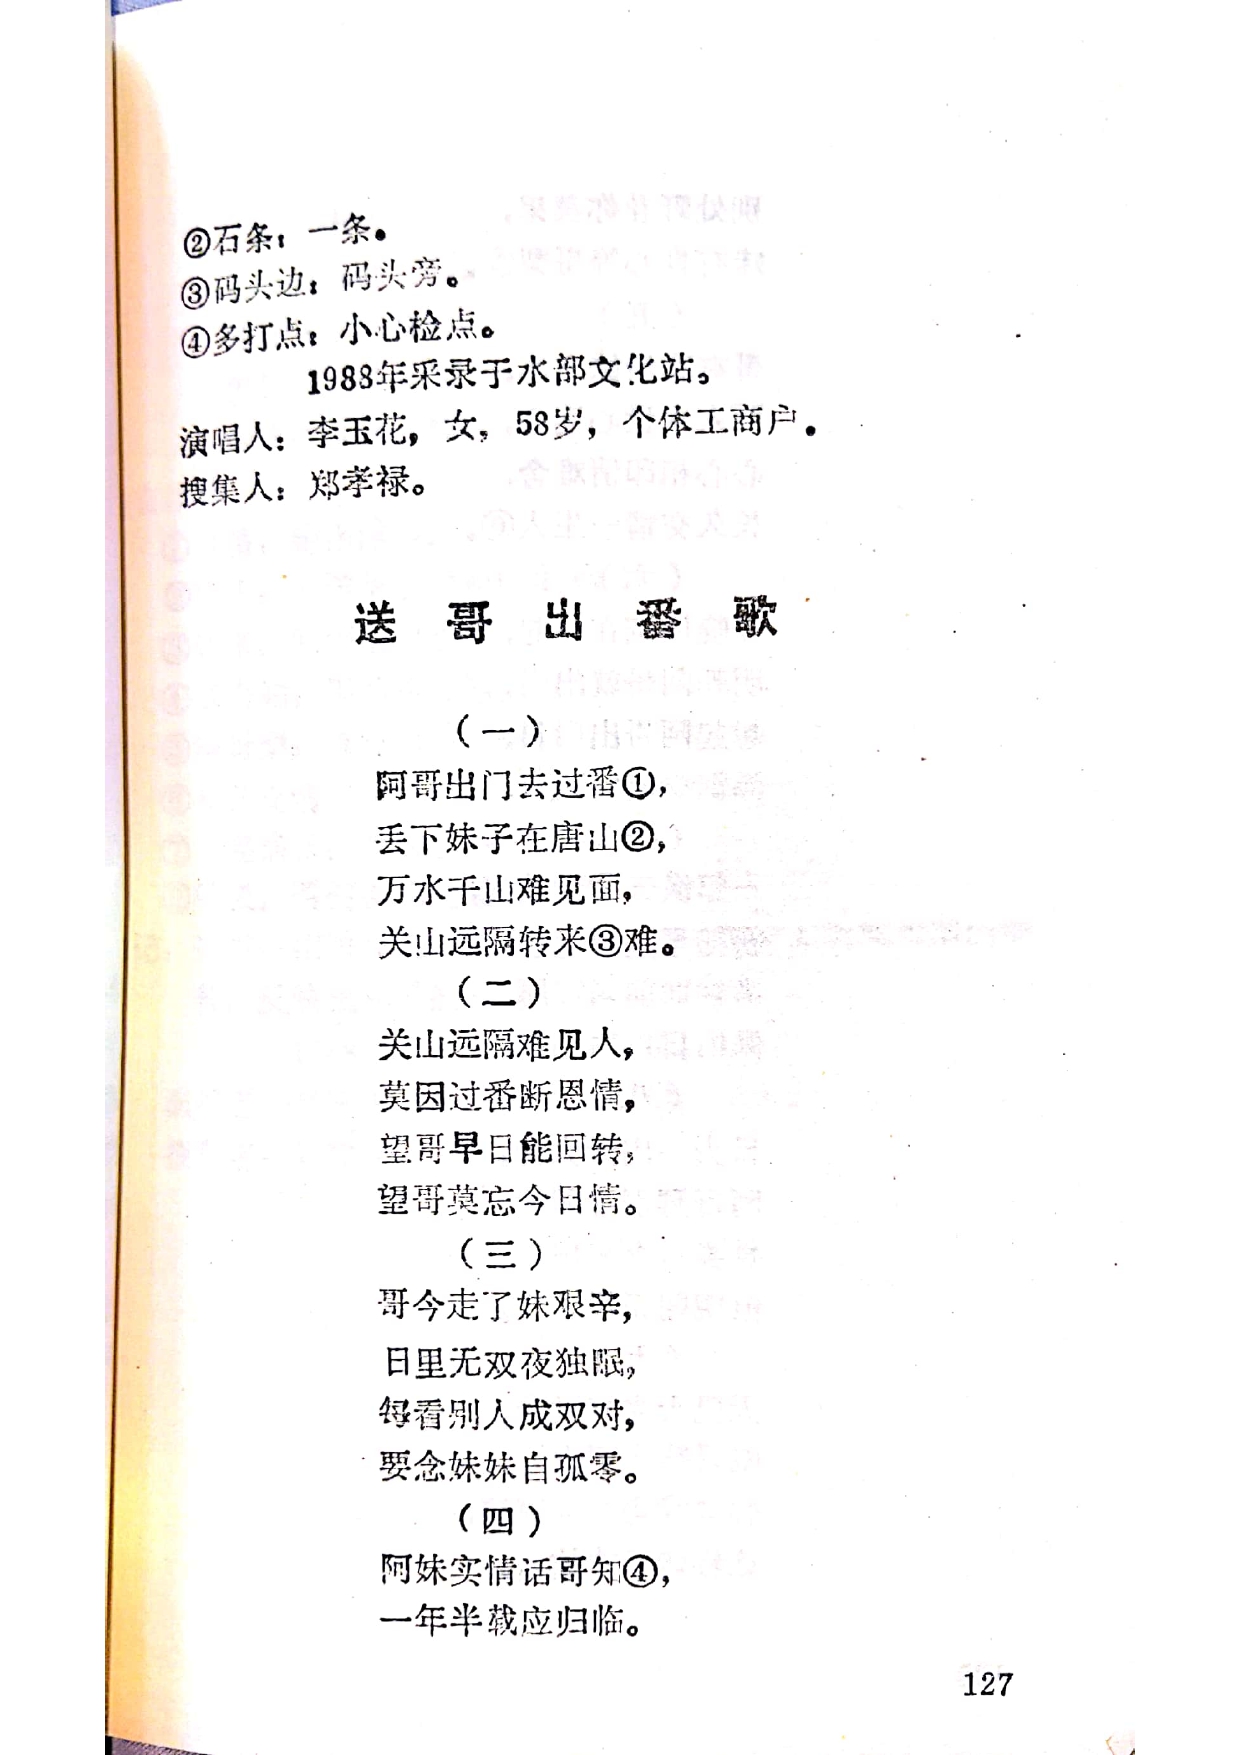 ②石条：一条。
③码头边：码头旁。
④多打点：小心检点。
1988年采录于水部文化站。
演唱人：李玉花，女，58岁，个体工商户。
搜集人：郑孝禄。
送哥出番歌
（一）
阿哥出门去过番①，
丢下妹子在唐山②，
万水千山难见面，
关山远隔转来③难。
（二）
关山远隔难见人，
莫因过番断恩情，
望哥早日能回转，
望哥莫忘今日情。
（三）
哥今走了妹艰辛，
日里无双夜独眠，
每看别人成双对，
要念妹妹自孤零。
（四）
阿妹实情话哥知④，
一年半载应归临。
127